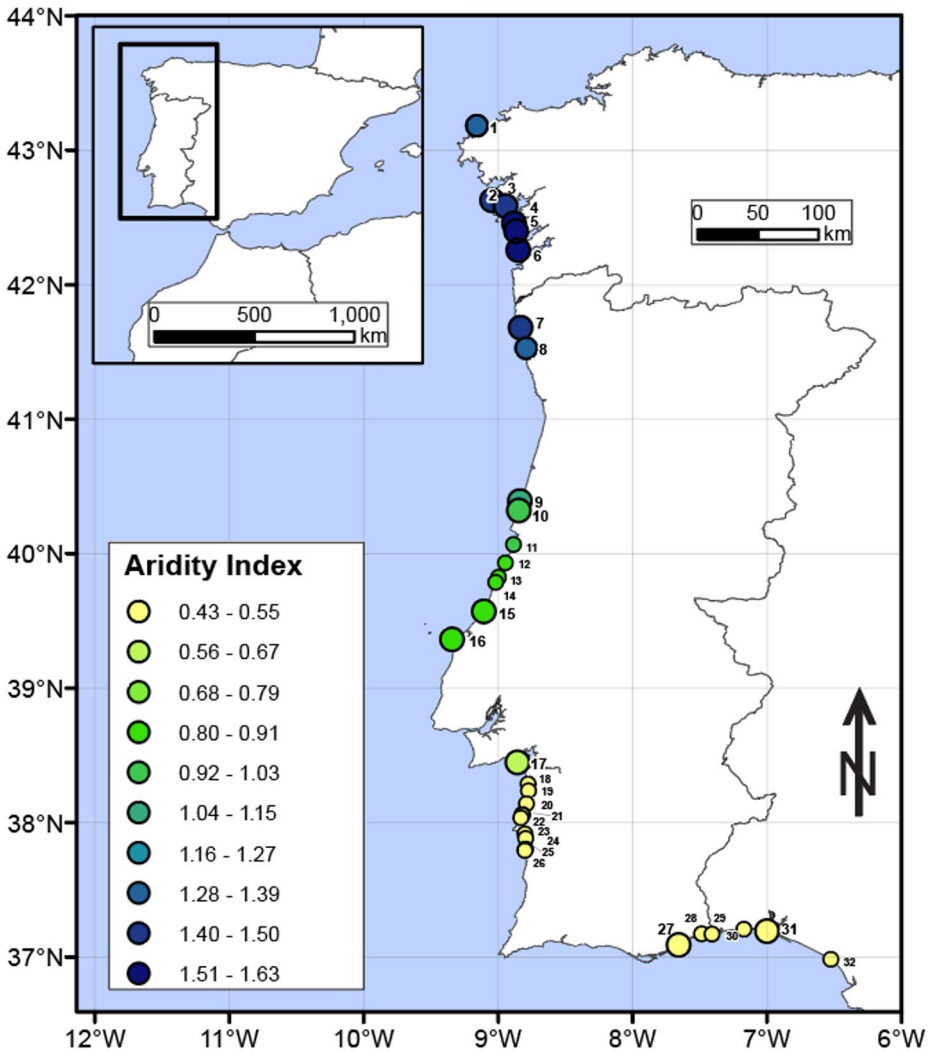 44°N
43°N
42°N
41°N
40°N
39°N
38°N
37°N
12°W 11°W 10°W 9°W 8°W 7°W 6°W
0 500 1,000
km
0 50 100
km
1
2
3
4
5
6
7
8
9
10
11
12
13
14
15
16
17
18
19
20
21
22
23
24
25
26
27
28
29
30
31
32
N
Aridity Index
0.43 - 0.55
0.56 - 0.67
0.68 - 0.79
0.80 - 0.91
0.92 - 1.03
1.04 - 1.15
1.16 - 1.27
1.28 - 1.39
1.40 - 1.50
1.51 - 1.63